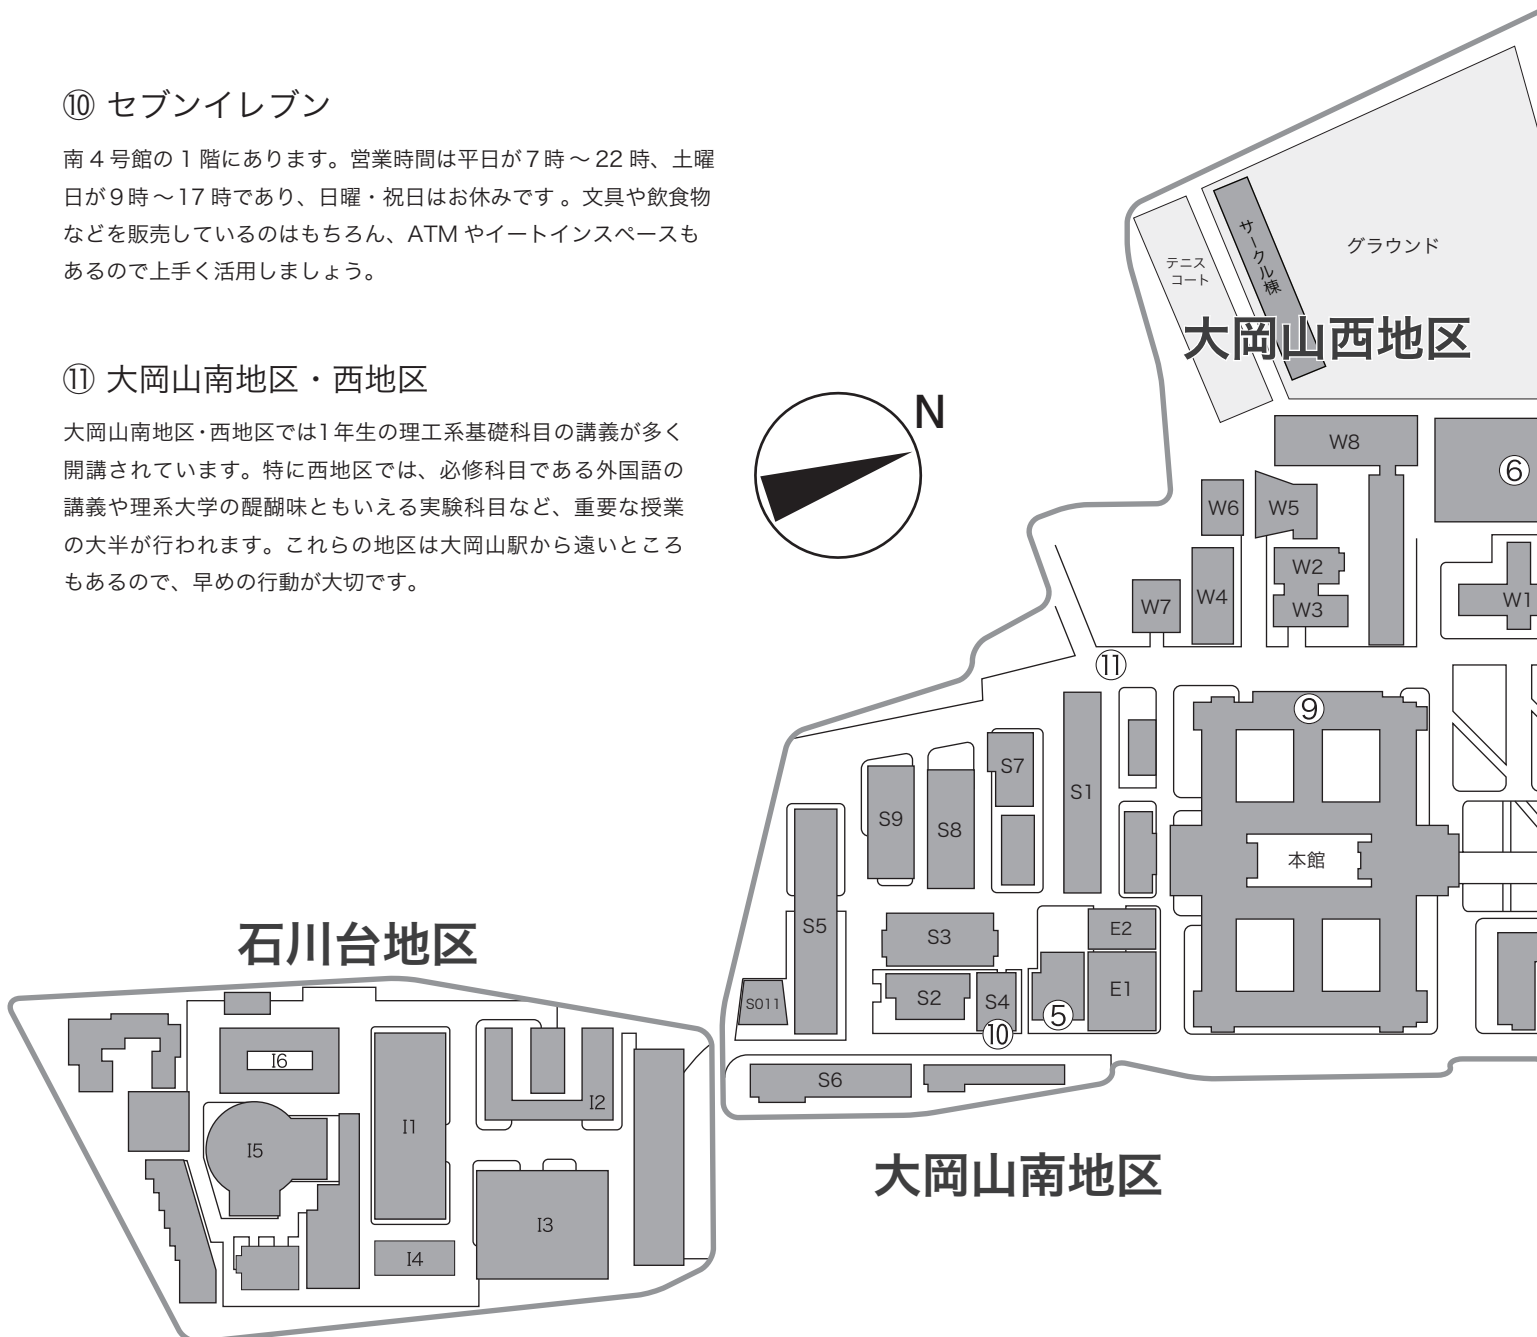 ⑩ セブンイレブン
南4号館の1階にあります。営業時間は平日が7時～22時、土曜
日が9時～17時であり、日曜・祝日はお休みです。文具や飲食物
などを販売しているのはもちろん、ATMやイートインスペースも
あるので上手く活用しましょう。
⑪ 大岡山南地区・西地区
大岡山南地区・西地区では1年生の理工系基礎科目の講義が多く
開講されています。特に西地区では、必修科目である外国語の
講義や理系大学の醍醐味ともいえる実験科目など、重要な授業
の大半が行われます。これらの地区は大岡山駅から遠いところ
もあるので、早めの行動が大切です。
N
テニス
コート
サークル棟
グラウンド
大岡山西地区
W8
⑥
W6
W5
W2
W3
W4
W7
W1
⑪
⑨
S7
S1
S9
S8
本館
S5
S3
E2
S011
S2
S4
⑩
⑤
E1
S6
大岡山南地区
石川台地区
I6
I5
I1
I2
I3
I4